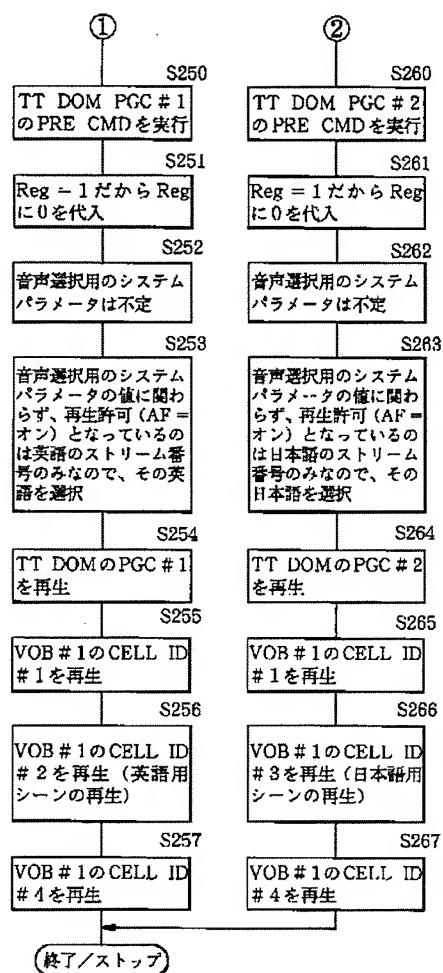 ①
S250
TT DOM PGC#1
のPRE CMDを実行
S251
Reg=1だからReg
に0を代入
S252
音声選択用のシステム
パラメータは不定
S253
音声選択用のシステム
パラメータの値に関わ
らず、再生許可(AF=
オン)となっているの
は英語のストリーム番
号のみなので、その英
語を選択
S254
TT DOMのPGC#1
を再生
S255
VOB#1のCELL ID
#1を再生
S256
VOB#1のCELL ID
#2を再生(英語用
シーンの再生)
S257
VOB#1のCELL ID
#4を再生
終了/ストップ
②
S260
TT DOM PGC#2
のPRE CMDを実行
S261
Reg=1だからReg
に0を代入
S262
音声選択用のシステム
パラメータは不定
S263
音声選択用のシステム
パラメータの値に関わ
らず、再生許可(AF=
オン)となっているの
は日本語のストリーム
番号のみなので、その
日本語を選択
S264
TT DOMのPGC#2
を再生
S265
VOB#1のCELL ID
#1を再生
S266
VOB#1のCELL ID
#3を再生(日本語用
シーンの再生)
S267
VOB#1のCELL ID
#4を再生